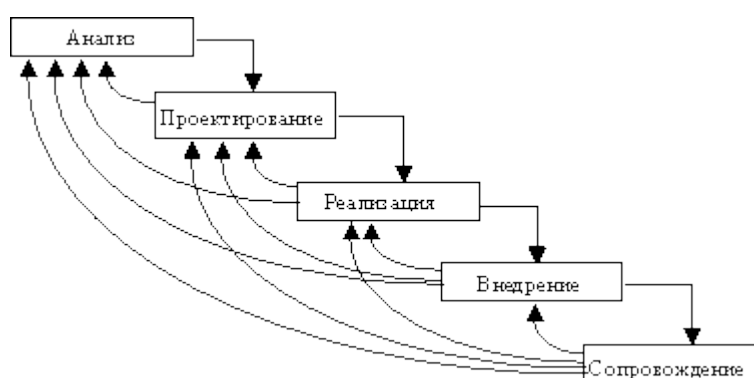 Анализ
Проектирование
Реализация
Внедрение
Сопровождение